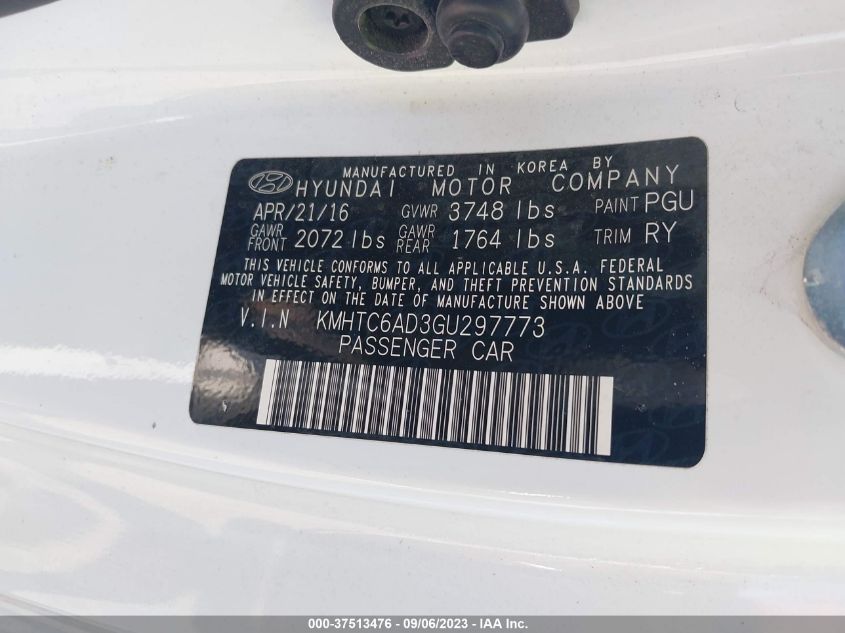 MANUFACTURED IN KOREA BY
HYUNDAI MOTOR COMPANY
APR/21/16 GVWR 3748 lbs PAINT PGU
GAWR FRONT 2072 lbs GAWR REAR 1764 lbs TRIM RY
THIS VEHICLE CONFORMS TO ALL APPLICABLE U.S.A. FEDERAL
MOTOR VEHICLE SAFETY, BUMPER, AND THEFT PREVENTION STANDARDS
IN EFFECT ON THE DATE OF MANUFACTURE SHOWN ABOVE
V.I.N KMHTC6AD3GU297773
PASSENGER CAR
000-37513476 - 09/06/2023 - IAA Inc.